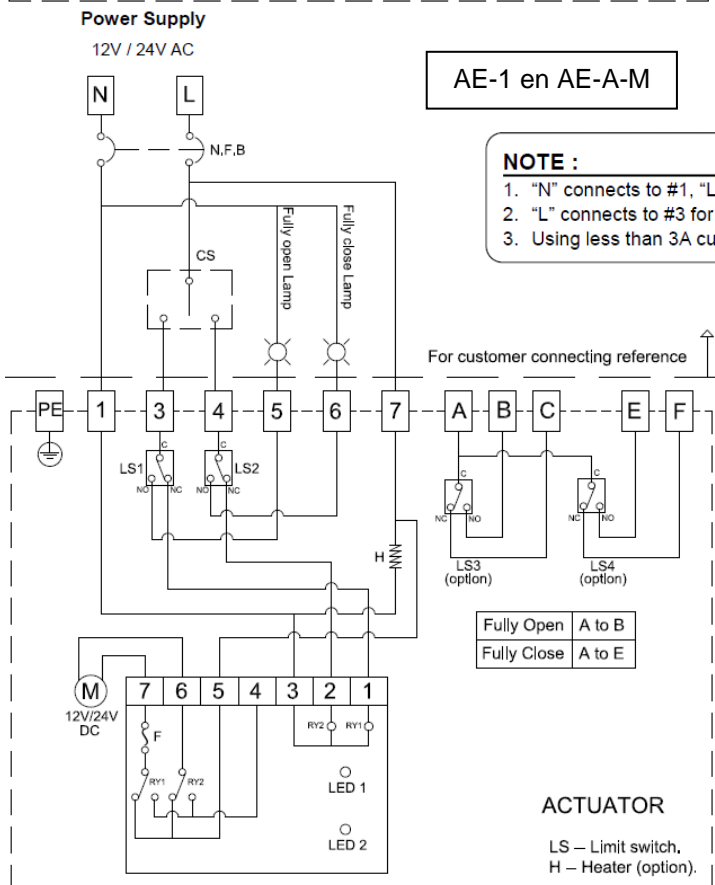 Power Supply
12V / 24V AC
AE-1 en AE-A-M
N
L
N,F,B
NOTE :
1. "N" connects to #1, "L
2. "L" connects to #3 for
3. Using less than 3A cu
CS
Fully open Lamp
Fully close Lamp
For customer connecting reference
PE 1 3 4 5 6 7 A B C E F
C C
LS1 LS2
NO NC NO NC
C C
NC NO NC NO
H
LS3 LS4
(option) (option)
Fully Open A to B
Fully Close A to E
M
12V/24V
DC
7 6 5 4 3 2 1
F
RY2 RY1
RY1 RY2
LED 1
LED 2
ACTUATOR
LS – Limit switch,
H – Heater (option).